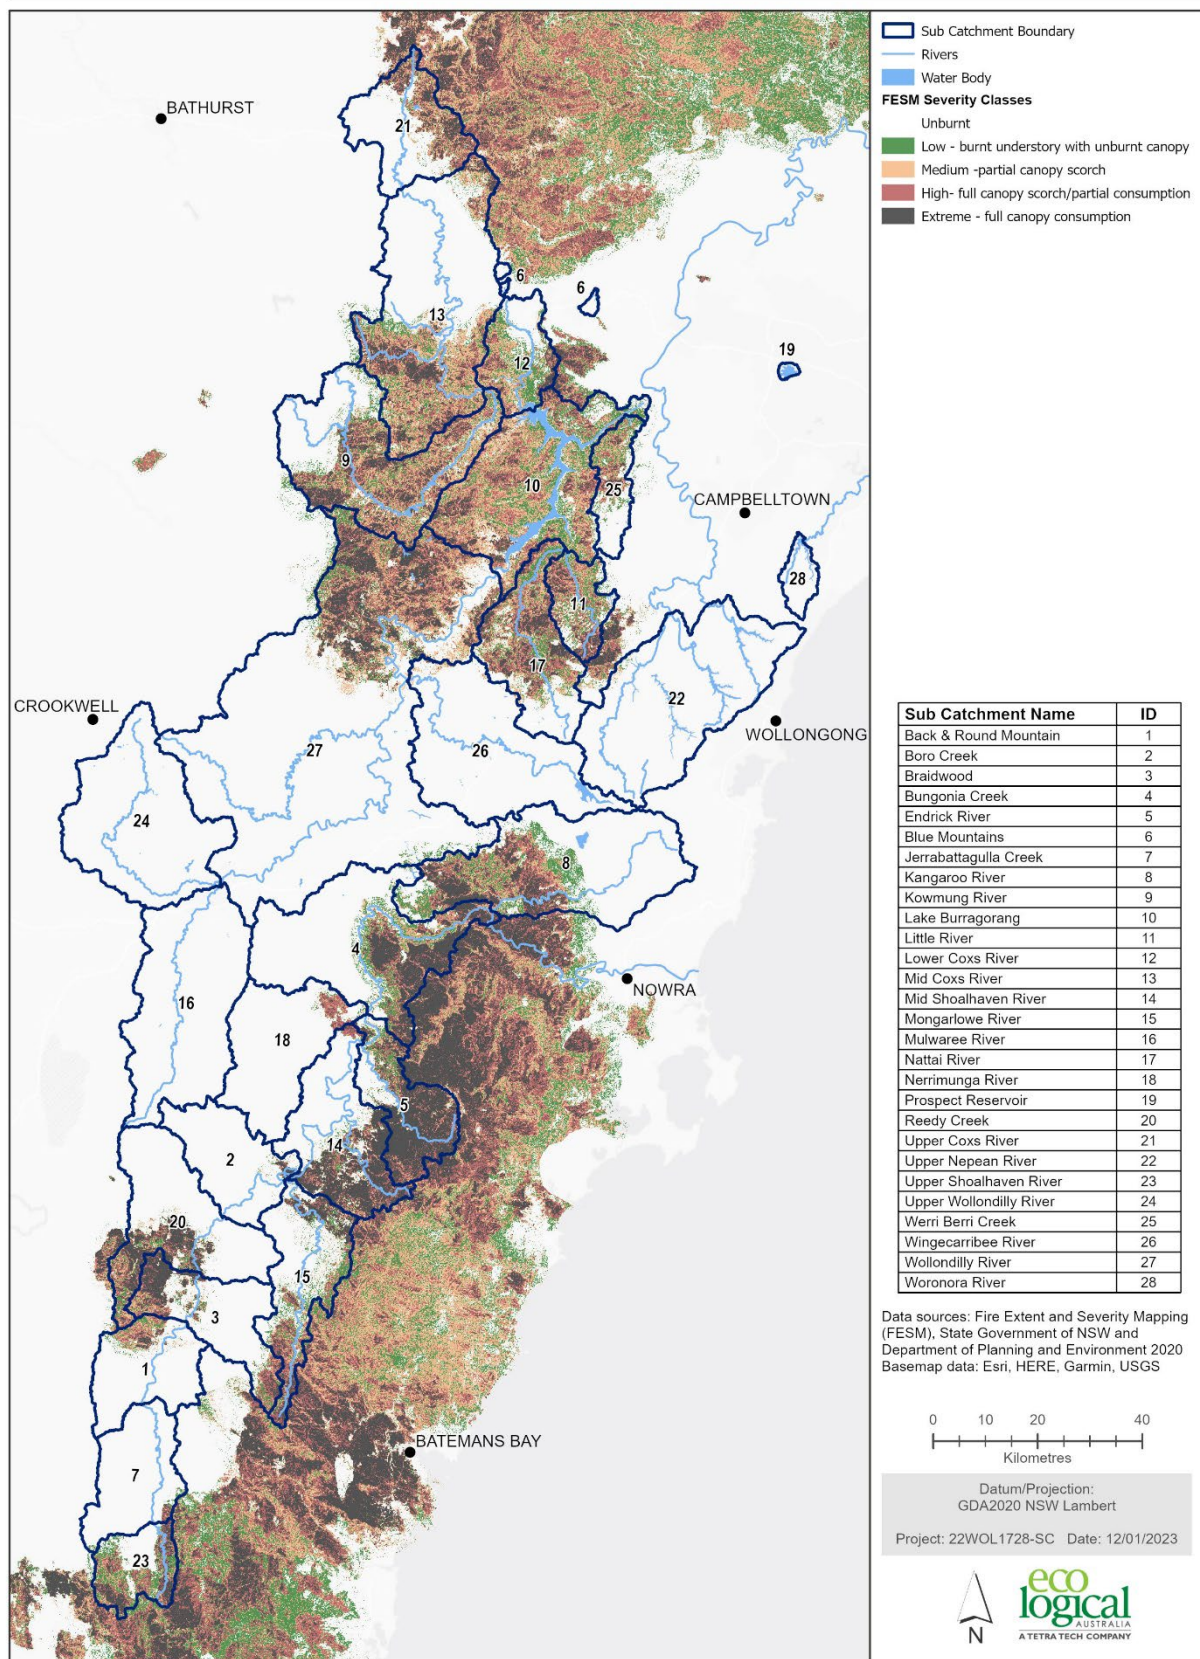 BATHURST
21
6
6
13
19
12
9
10
25
CAMPBELLTOWN
28
11
17
CROOKWELL
22
WOLLONGONG
27
26
24
8
4
NOWRA
16
18
5
14
2
20
15
3
1
BATEMANS BAY
7
23
Sub Catchment Boundary
Rivers
Water Body
FESM Severity Classes
Unburnt
Low - burnt understory with unburnt canopy
Medium -partial canopy scorch
High- full canopy scorch/partial consumption
Extreme - full canopy consumption
Sub Catchment Name ID
Back & Round Mountain 1
Boro Creek 2
Braidwood 3
Bungonia Creek 4
Endrick River 5
Blue Mountains 6
Jerrabattagulla Creek 7
Kangaroo River 8
Kowmung River 9
Lake Burragorang 10
Little River 11
Lower Coxs River 12
Mid Coxs River 13
Mid Shoalhaven River 14
Mongarlowe River 15
Mulwaree River 16
Nattai River 17
Nerrimunga River 18
Prospect Reservoir 19
Reedy Creek 20
Upper Coxs River 21
Upper Nepean River 22
Upper Shoalhaven River 23
Upper Wollondilly River 24
Werri Berri Creek 25
Wingecarribee River 26
Wollondilly River 27
Woronora River 28
Data sources: Fire Extent and Severity Mapping
(FESM), State Government of NSW and
Department of Planning and Environment 2020
Basemap data: Esri, HERE, Garmin, USGS
0 10 20 40
Kilometres
Datum/Projection:
GDA2020 NSW Lambert
Project: 22WOL1728-SC Date: 12/01/2023
N
eco
logical
AUSTRALIA
A TETRA TECH COMPANY